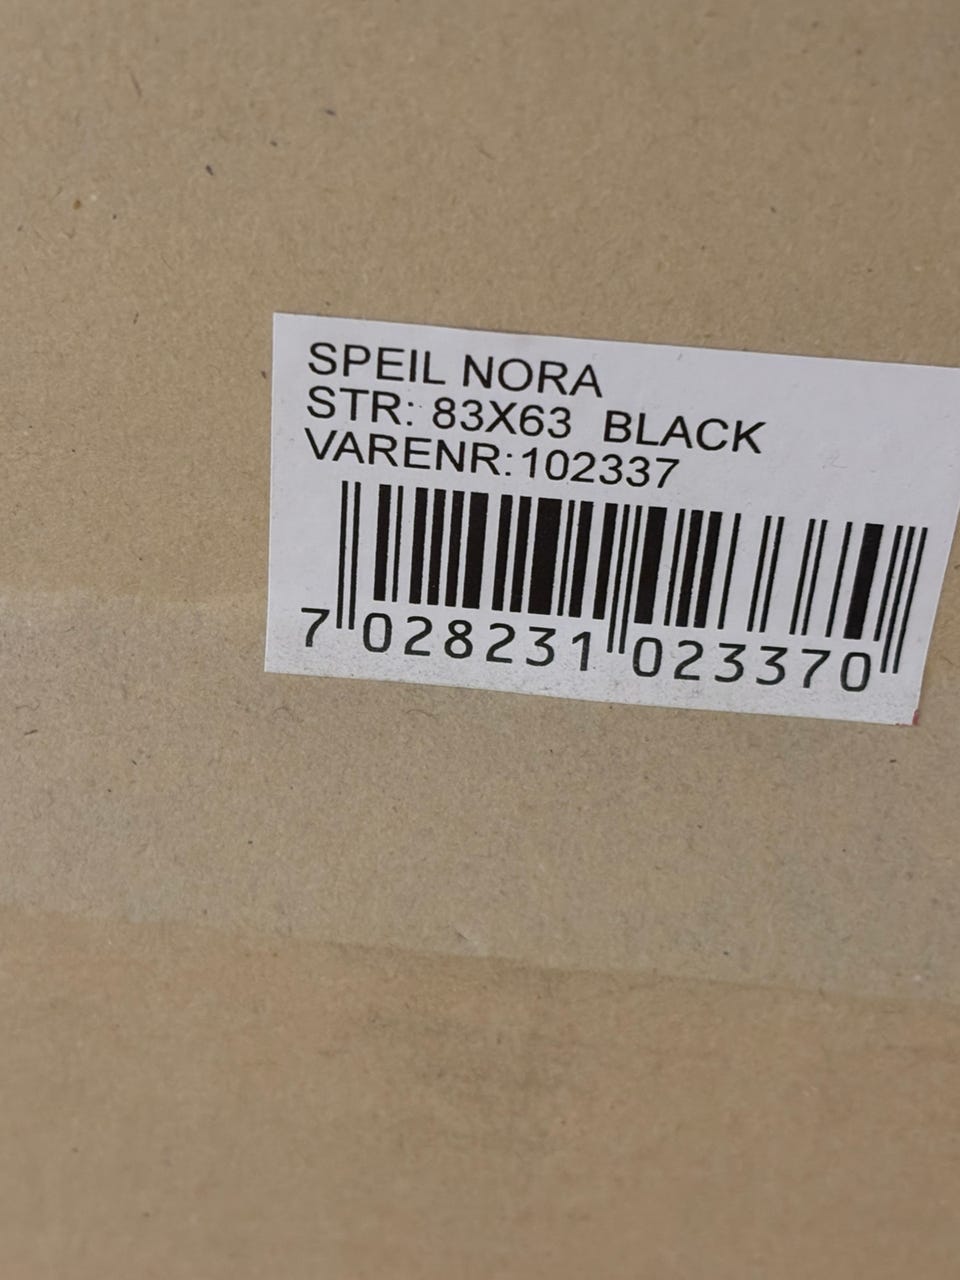 SPEIL NORA
STR: 83X63 BLACK
VARENR:102337
7 028231 023370